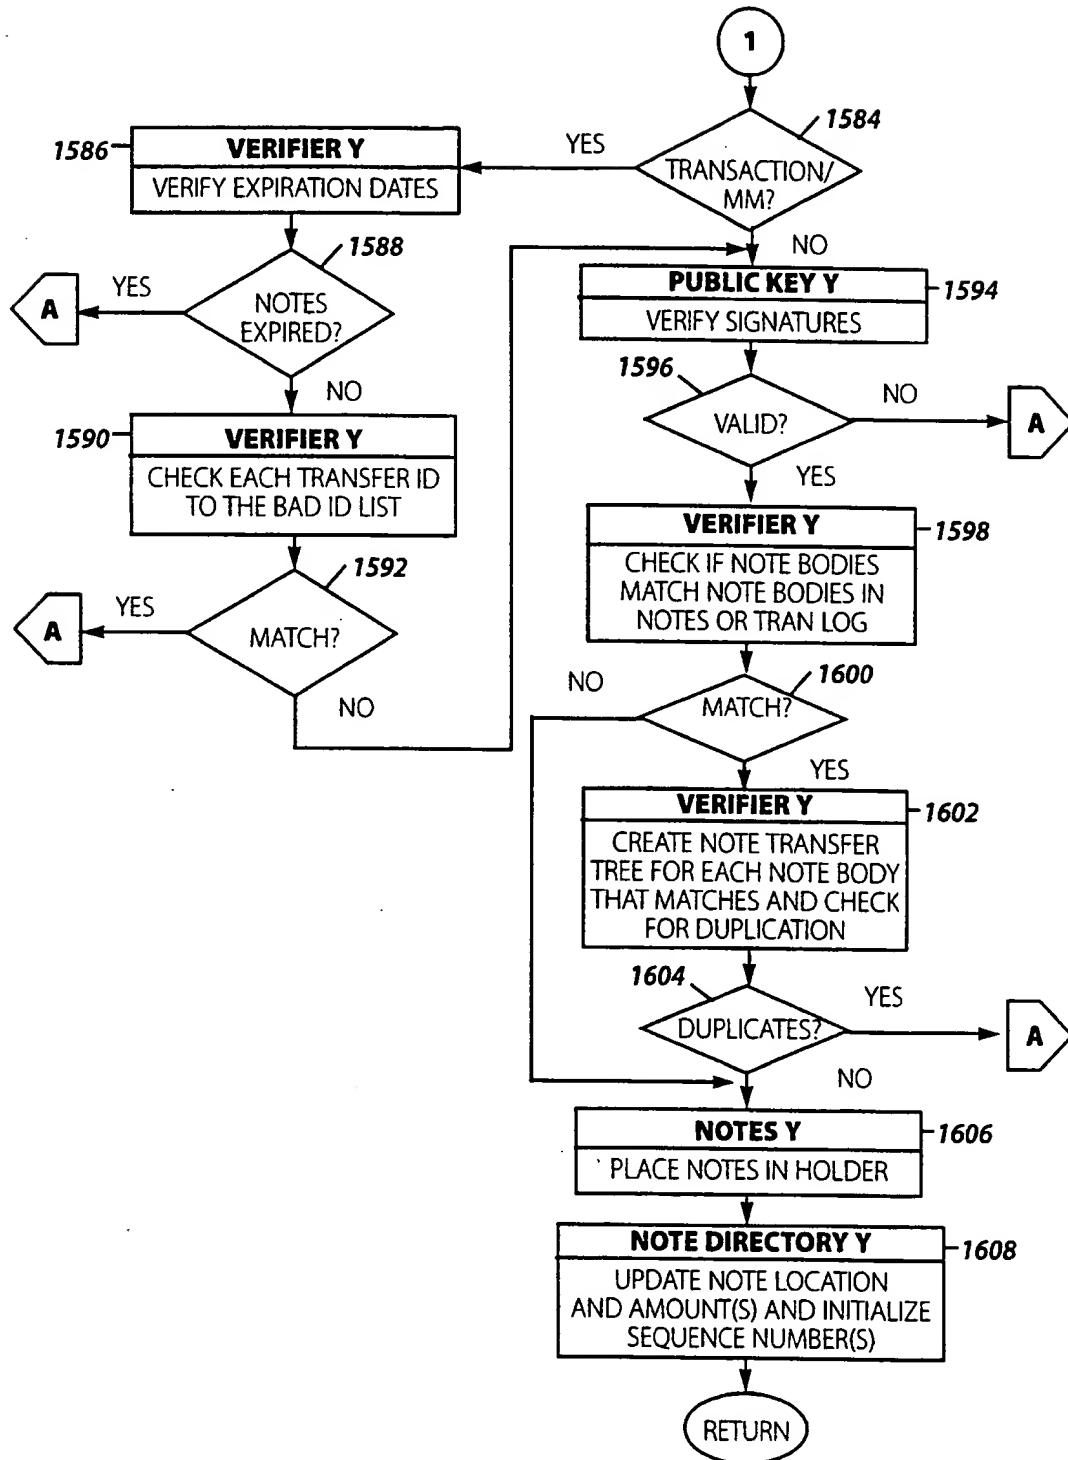 1
1584
TRANSACTION/
MM?
YES
NO
1586
VERIFIER Y
VERIFY EXPIRATION DATES
1588
NOTES
EXPIRED?
YES
A
NO
1590
VERIFIER Y
CHECK EACH TRANSFER ID
TO THE BAD ID LIST
1592
MATCH?
YES
A
NO
PUBLIC KEY Y
1594
VERIFY SIGNATURES
1596
VALID?
NO
A
YES
VERIFIER Y
1598
CHECK IF NOTE BODIES
MATCH NOTE BODIES IN
NOTES OR TRAN LOG
1600
MATCH?
NO
YES
VERIFIER Y
1602
CREATE NOTE TRANSFER
TREE FOR EACH NOTE BODY
THAT MATCHES AND CHECK
FOR DUPLICATION
1604
DUPLICATES?
YES
A
NO
NOTES Y
1606
PLACE NOTES IN HOLDER
NOTE DIRECTORY Y
1608
UPDATE NOTE LOCATION
AND AMOUNT(S) AND INITIALIZE
SEQUENCE NUMBER(S)
RETURN